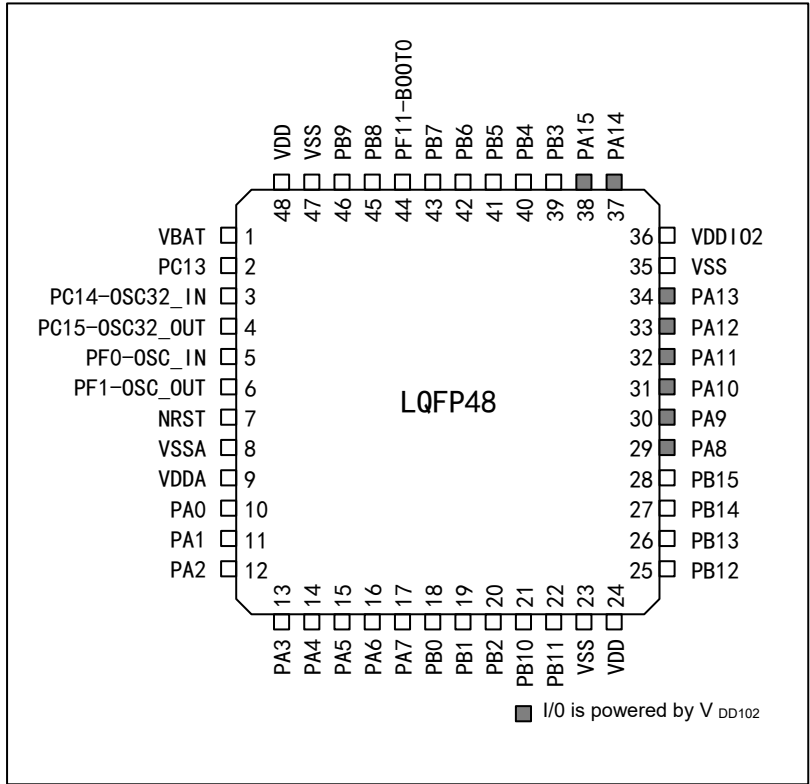 VDD VSS PB9 PB8 PF11-BOOT0 PB7 PB6 PB5 PB4 PB3 PA15 PA14
48 47 46 45 44 43 42 41 40 39 38 37
VBAT 1
PC13 2
PC14-OSC32_IN 3
PC15-OSC32_OUT 4
PF0-OSC_IN 5
PF1-OSC_OUT 6
NRST 7
VSSA 8
VDDA 9
PA0 10
PA1 11
PA2 12
LQFP48
36 VDDIO2
35 VSS
34 PA13
33 PA12
32 PA11
31 PA10
30 PA9
29 PA8
28 PB15
27 PB14
26 PB13
25 PB12
13 14 15 16 17 18 19 20 21 22 23 24
PA3 PA4 PA5 PA6 PA7 PB0 PB1 PB2 PB10 PB11 VSS VDD
I/0 is powered by V DD102